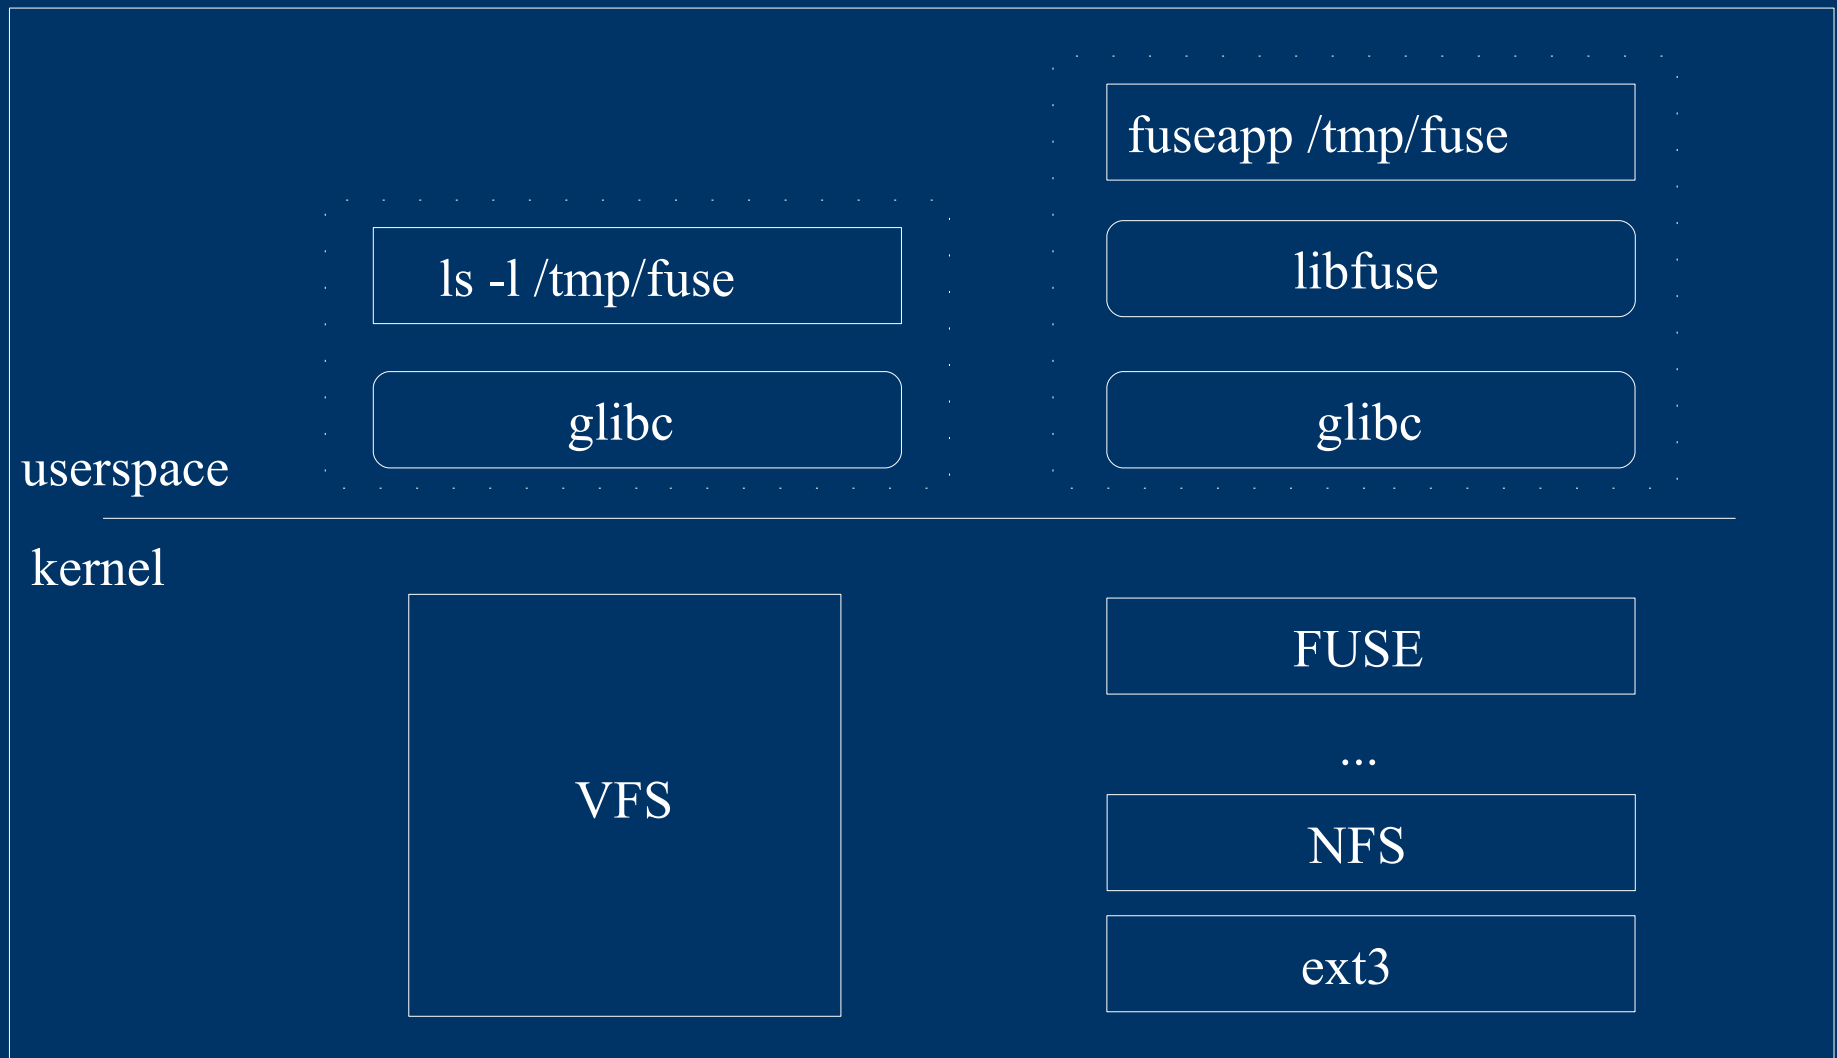 fuseapp /tmp/fuse
ls -l /tmp/fuse
libfuse
glibc
glibc
userspace
kernel
FUSE
...
VFS
NFS
ext3